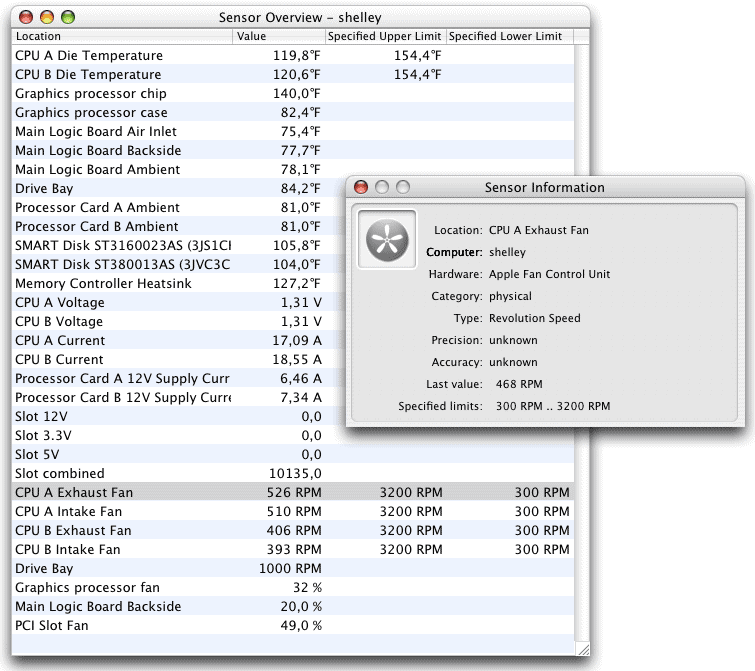 Sensor Overview – shelley
Location Value Specified Upper Limit Specified Lower Limit
CPU A Die Temperature 119,8°F 154,4°F
CPU B Die Temperature 120,6°F 154,4°F
Graphics processor chip 140,0°F
Graphics processor case 82,4°F
Main Logic Board Air Inlet 75,4°F
Main Logic Board Backside 77,7°F
Main Logic Board Ambient 78,1°F
Drive Bay 84,2°F
Processor Card A Ambient 81,0°F
Processor Card B Ambient 81,0°F
SMART Disk ST3160023AS (3JS1CI 105,8°F
SMART Disk ST380013AS (3JVC3C 104,0°F
Memory Controller Heatsink 127,2°F
CPU A Voltage 1,31 V
CPU B Voltage 1,31 V
CPU A Current 17,09 A
CPU B Current 18,55 A
Processor Card A 12V Supply Curr 6,46 A
Processor Card B 12V Supply Curre 7,34 A
Slot 12V 0,0
Slot 3.3V 0,0
Slot 5V 0,0
Slot combined 10135,0
CPU A Exhaust Fan 526 RPM 3200 RPM 300 RPM
CPU A Intake Fan 510 RPM 3200 RPM 300 RPM
CPU B Exhaust Fan 406 RPM 3200 RPM 300 RPM
CPU B Intake Fan 393 RPM 3200 RPM 300 RPM
Drive Bay 1000 RPM
Graphics processor fan 32 %
Main Logic Board Backside 20,0 %
PCI Slot Fan 49,0 %
Sensor Information
Location: CPU A Exhaust Fan
Computer: shelley
Hardware: Apple Fan Control Unit
Category: physical
Type: Revolution Speed
Precision: unknown
Accuracy: unknown
Last value: 468 RPM
Specified limits: 300 RPM .. 3200 RPM